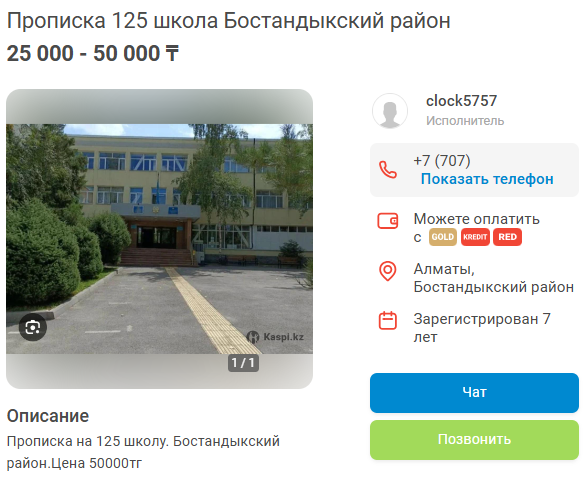 Прописка 125 школа Бостандыкский район
25 000 - 50 000 ₸
Kaspi.kz
1 / 1
Описание
Прописка на 125 школу. Бостандыкский
район.Цена 50000тг
clock5757
Исполнитель
+7 (707)
Показать телефон
Можете оплатить
с GOLD KREDIT RED
Алматы,
Бостандыкский район
Зарегистрирован 7
лет
Чат
Позвонить